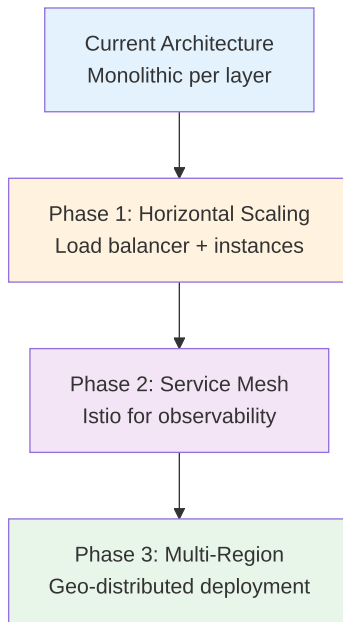 Current Architecture
Monolithic per layer
Phase 1: Horizontal Scaling
Load balancer + instances
Phase 2: Service Mesh
Istio for observability
Phase 3: Multi-Region
Geo-distributed deployment